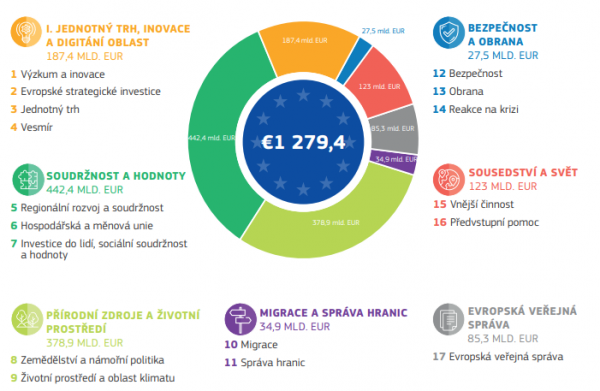 I. JEDNOTNÝ TRH, INOVACE
A DIGITÁNÍ OBLAST
187,4 MLD. EUR
1 Výzkum a inovace
2 Evropské strategické investice
3 Jednotný trh
4 Vesmír
SOUDRŽNOST A HODNOTY
442,4 MLD. EUR
5 Regionální rozvoj a soudržnost
6 Hospodářská a měnová unie
7 Investice do lidí, sociální soudržnost
a hodnoty
PŘÍRODNÍ ZDROJE A ŽIVOTNÍ
PROSTŘEDÍ
378,9 MLD. EUR
8 Zemědělství a námořní politika
9 Životní prostředí a oblast klimatu
187,4 mld. EUR
27,5 mld. EUR
123 mld. EUR
85,3 mld. EUR
34,9 mld. EUR
378,9 mld. EUR
442,4 mld. EUR
€1 279,4
MIGRACE A SPRÁVA HRANIC
34,9 MLD. EUR
10 Migrace
11 Správa hranic
BEZPEČNOST
A OBRANA
27,5 MLD. EUR
12 Bezpečnost
13 Obrana
14 Reakce na krizi
SOUSEDSTVÍ A SVĚT
123 MLD. EUR
15 Vnější činnost
16 Předvstupní pomoc
EVROPSKÁ VEŘEJNÁ
SPRÁVA
85,3 MLD. EUR
17 Evropská veřejná správa